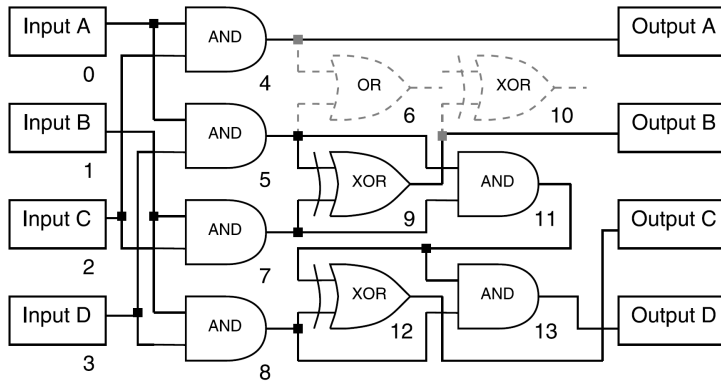 Input A
AND
Output A
0
4
OR
XOR
Input B
AND
6
10
Output B
1
5
XOR
AND
Input C
AND
9
11
Output C
2
7
XOR
AND
Input D
AND
12
13
Output D
3
8